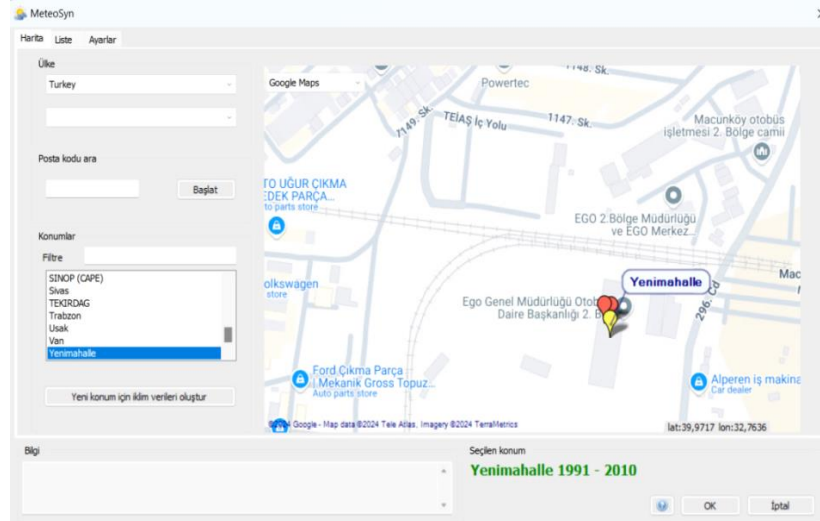 MeteoSyn
Harita Liste Ayarlar
Ülke
Turkey
Posta kodu ara
Başlat
Konumlar
Filtre
SINOP (CAPE)
Sivas
TEKIRDAG
Trabzon
Usak
Van
Yenimahalle
Yeni konum için iklim verileri oluştur
Google Maps
1148. Sk.
Powertec
1149. Sk.
TEİAŞ İç Yolu
1147. Sk.
Macunköy otobüs
işletmesi 2. Bölge camii
TO UĞUR ÇIKMA
EDEK PARÇA...
to parts store
EGO 2.Bölge Müdürlüğü
ve EGO Merkez...
olkswagen
store
Yenimahalle
Mac
Ego Genel Müdürlüğü Otob
Daire Başkanlığı 2. B
296. Cd
Ford Çıkma Parça
| Mekanik Gross Topuz...
Auto parts store
Alperen iş makina
Car dealer
©2024 Google - Map data ©2024 Tele Atlas, Imagery ©2024 TerraMetrics
lat:39,9717 lon:32,7636
Bilgi
Seçilen konum
Yenimahalle 1991 - 2010
OK
İptal